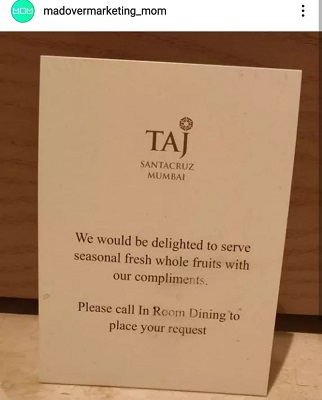 MOM
madovermarketing_mom
TAJ
SANTACRUZ
MUMBAI
We would be delighted to serve
seasonal fresh whole fruits with
our compliments.
Please call In Room Dining to
place your request